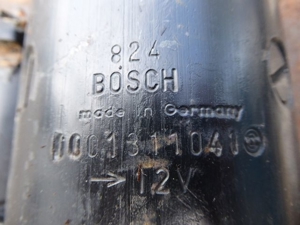 824
BOSCH
made in Germany
0001311041
→ 12V